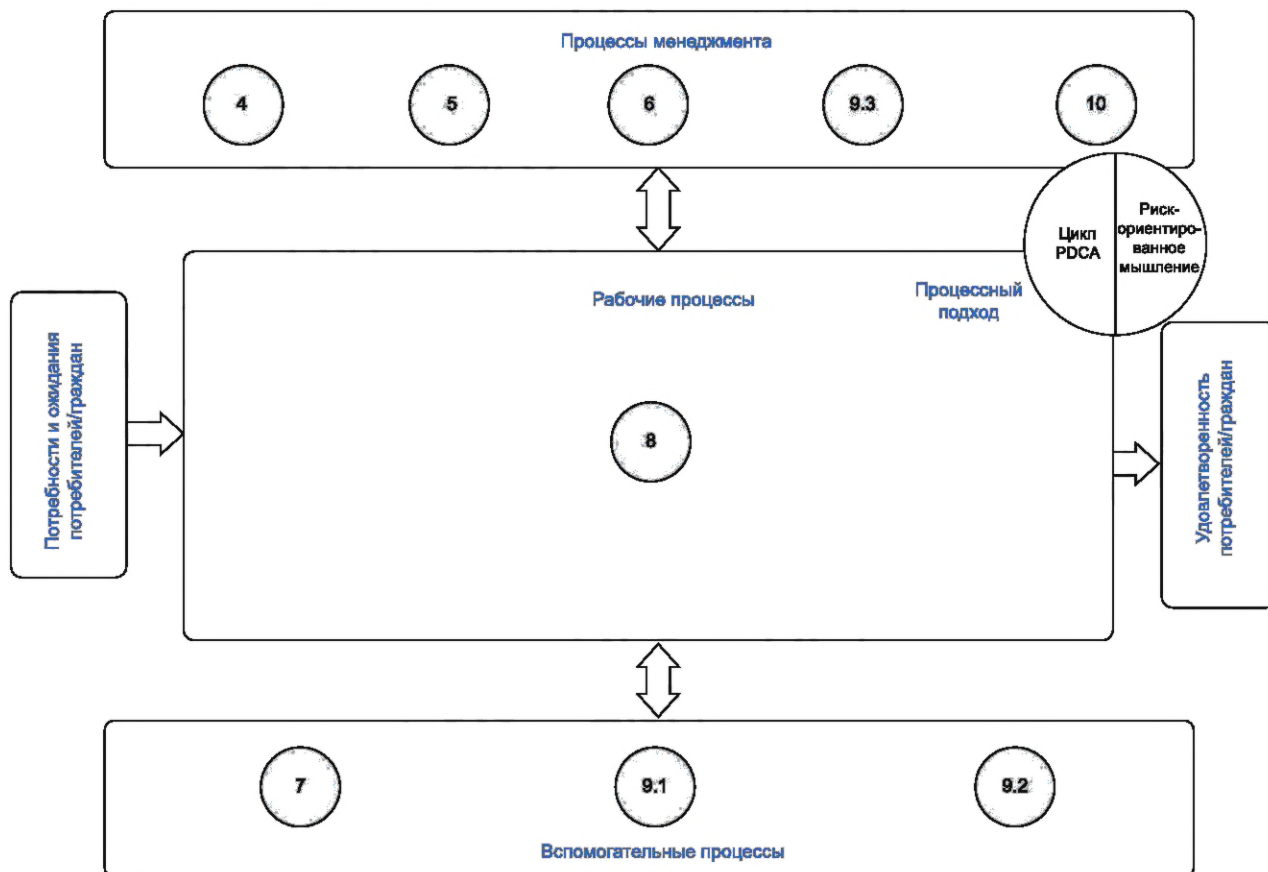 Процессы менеджмента
4
5
6
9.3
10
Цикл
PDCA
Риск-
ориентиро-
ванное
мышление
Рабочие процессы
Процессный
подход
Потребности и ожидания
потребителей/граждан
8
Удовлетворенность
потребителей/граждан
7
9.1
9.2
Вспомогательные процессы